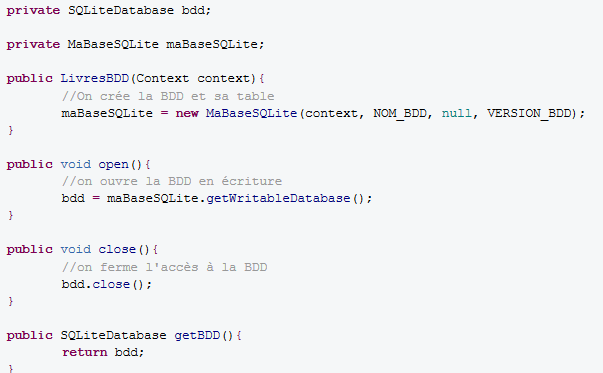 private SQLiteDatabase bdd;
private MaBaseSQLite maBaseSQLite;
public LivresBDD(Context context){
//On crée la BDD et sa table
maBaseSQLite = new MaBaseSQLite(context, NOM_BDD, null, VERSION_BDD);
}
public void open(){
//on ouvre la BDD en écriture
bdd = maBaseSQLite.getWritableDatabase();
}
public void close(){
//on ferme l'accès à la BDD
bdd.close();
}
public SQLiteDatabase getBDD(){
return bdd;
}